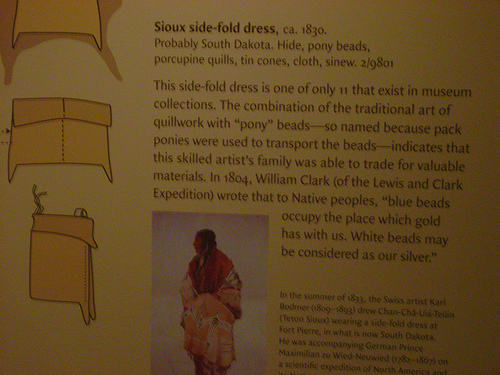 Sioux side-fold dress, ca. 1830.
Probably South Dakota. Hide, pony beads,
porcupine quills, tin cones, cloth, sinew. 2/9801
This side-fold dress is one of only 11 that exist in museum
collections. The combination of the traditional art of
quillwork with “pony” beads—so named because pack
ponies were used to transport the beads—indicates that
this skilled artist’s family was able to trade for valuable
materials. In 1804, William Clark (of the Lewis and Clark
Expedition) wrote that to Native peoples, “blue beads
occupy the place which gold
has with us. White beads may
be considered as our silver.”
In the summer of 1833, the Swiss artist Karl
Bodmer (1809–1893) drew Chan-Chä-Uiá-Teüin
(Teton Sioux) wearing a side-fold dress at
Fort Pierre, in what is now South Dakota.
He was accompanying German Prince
Maximilian zu Wied-Neuwied (1782–1867) on
a scientific expedition of North America and